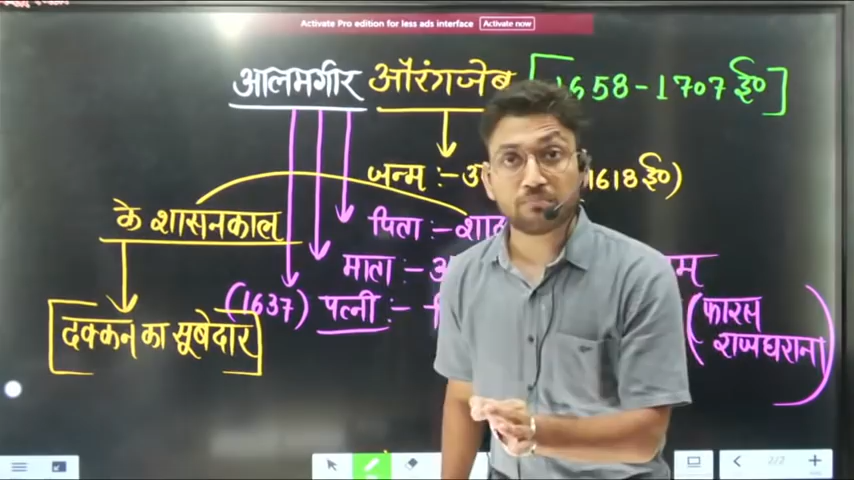 Activate Pro edition for less ads interface Activate now
आलमगीर औरंगजेब [1658-1707 ई०]
जन्म :- 1618 ई०)
के शासनकाल
पिता :-
माता :-
(1637) पत्नी :- (फारस
दक्कन का सूबेदार राजघराना)
2/2